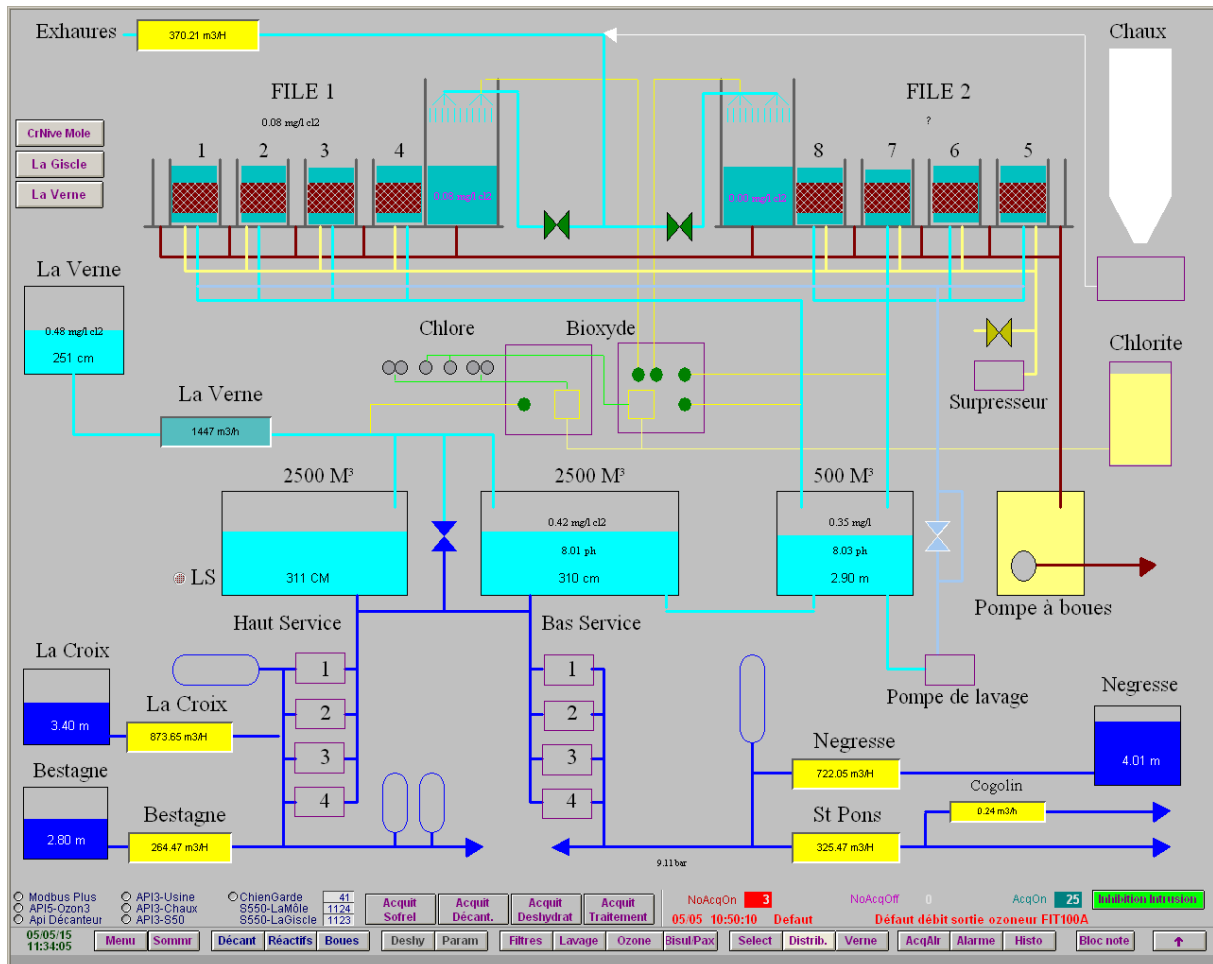 Exhaures
370.21 m3/H
Chaux
FILE 1
0.08 mg/l cl2
FILE 2
?
CrNive Mole
La Giscle
La Verne
1 2 3 4
8 7 6 5
0.08 mg/l cl2
0.00 mg/l cl2
La Verne
0.48 mg/l cl2
251 cm
Chlore
Bioxyde
Chlorite
Surpresseur
La Verne
1447 m3/h
2500 M³
2500 M³
500 M³
0.42 mg/l cl2
0.35 mg/l
8.01 ph
8.03 ph
LS
311 CM
310 cm
2.90 m
Pompe à boues
Haut Service
Bas Service
La Croix
3.40 m
La Croix
873.65 m3/H
1
2
3
4
1
2
3
4
Pompe de lavage
Negresse
4.01 m
Negresse
722.05 m3/H
Cogolin
0.24 m3/h
Bestagne
2.80 m
Bestagne
264.47 m3/H
St Pons
325.47 m3/H
9.11bar
Modbus Plus API3-Usine ChienGarde 41
API5-Ozon3 API3-Chaux S550-LaMôle 1124
Api Décanteur API3-S50 S550-LaGiscle 1123
Acquit Sofrel
Acquit Décant.
Acquit Deshydrat
Acquit Traitement
NoAcqOn 3 NoAcqOff 0 AcqOn 25 Inhibition Intrusion
05/05 10:50:10 Defaut Défaut débit sortie ozoneur FIT100A
05/05/15
11:34:05
Menu Sommr Décant Réactifs Boues Deshy Param Filtres Lavage Ozone Bisul/Pax Select Distrib. Verne AcqAlr Alarme Histo Bloc note